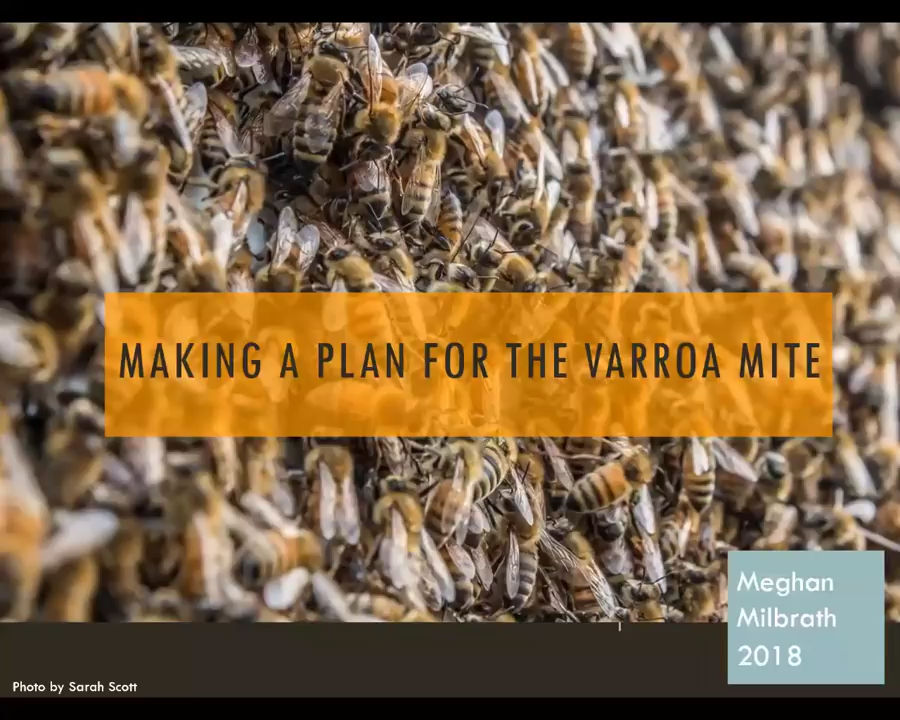 MAKING A PLAN FOR THE VARROA MITE
Meghan
Milbrath
2018
Photo by Sarah Scott